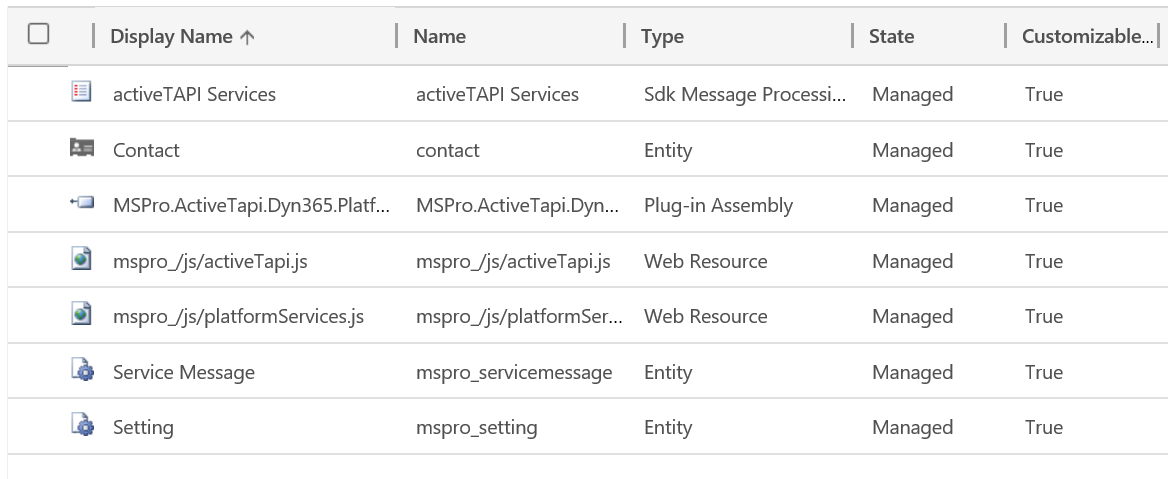 Display Name Name Type State Customizable...
activeTAPI Services activeTAPI Services Sdk Message Processi... Managed True
Contact contact Entity Managed True
MSPro.ActiveTapi.Dyn365.Platf... MSPro.ActiveTapi.Dyn... Plug-in Assembly Managed True
mspro_/js/activeTapi.js mspro_/js/activeTapi.js Web Resource Managed True
mspro_/js/platformServices.js mspro_/js/platformSer... Web Resource Managed True
Service Message mspro_servicemessage Entity Managed True
Setting mspro_setting Entity Managed True